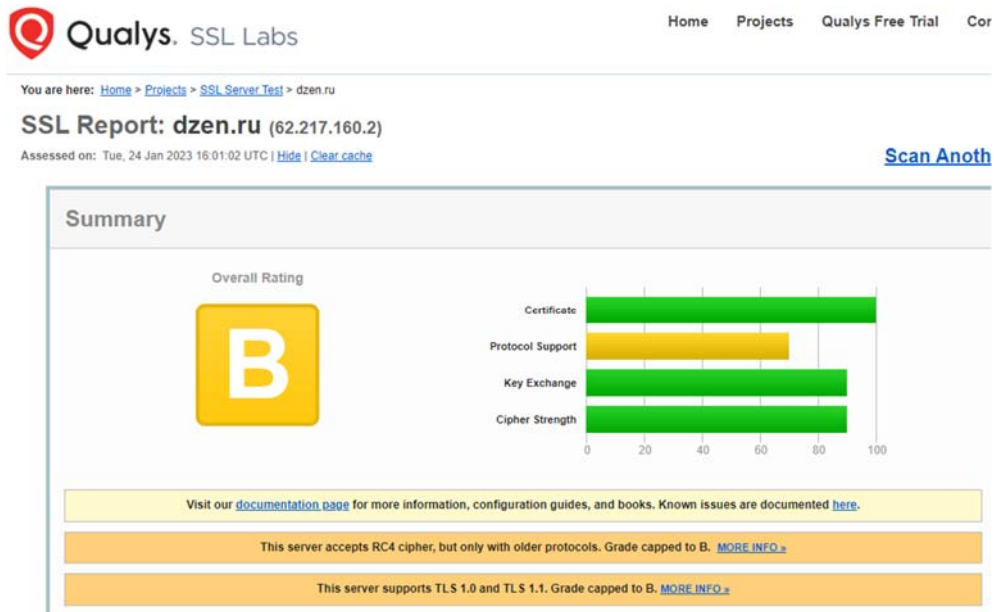 Qualys. SSL Labs
Home Projects Qualys Free Trial Cor
You are here: Home > Projects > SSL Server Test > dzen.ru
SSL Report: dzen.ru (62.217.160.2)
Assessed on: Tue, 24 Jan 2023 16:01:02 UTC | Hide | Clear cache
Scan Anoth
Summary
Overall Rating
B
Certificate
Protocol Support
Key Exchange
Cipher Strength
0 20 40 60 80 100
Visit our documentation page for more information, configuration guides, and books. Known issues are documented here.
This server accepts RC4 cipher, but only with older protocols. Grade capped to B. MORE INFO »
This server supports TLS 1.0 and TLS 1.1. Grade capped to B. MORE INFO »